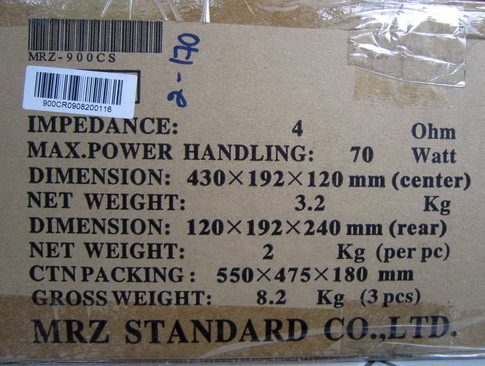 MRZ-900CS
2-170
900CR0908200116
IMPEDANCE: 4 Ohm
MAX.POWER HANDLING: 70 Watt
DIMENSION: 430×192×120 mm (center)
NET WEIGHT: 3.2 Kg
DIMENSION: 120×192×240 mm (rear)
NET WEIGHT: 2 Kg (per pc)
CTN PACKING: 550×475×180 mm
GROSS WEIGHT: 8.2 Kg (3 pcs)
MRZ STANDARD CO.,LTD.